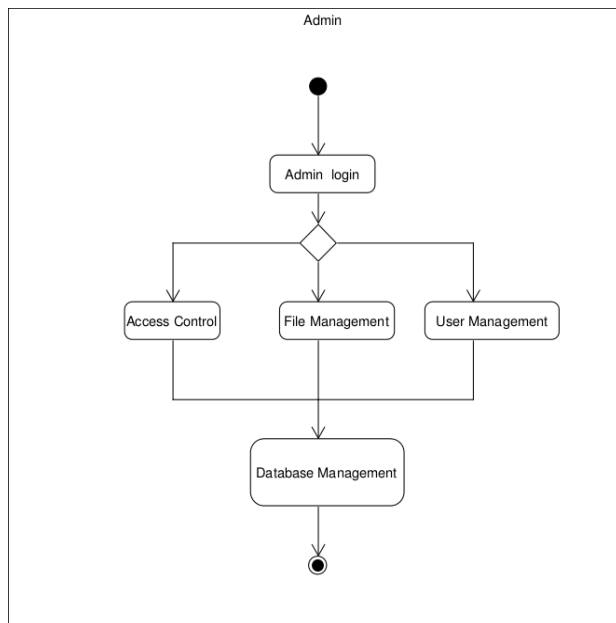 Admin
Admin login
Access Control
File Management
User Management
Database Management